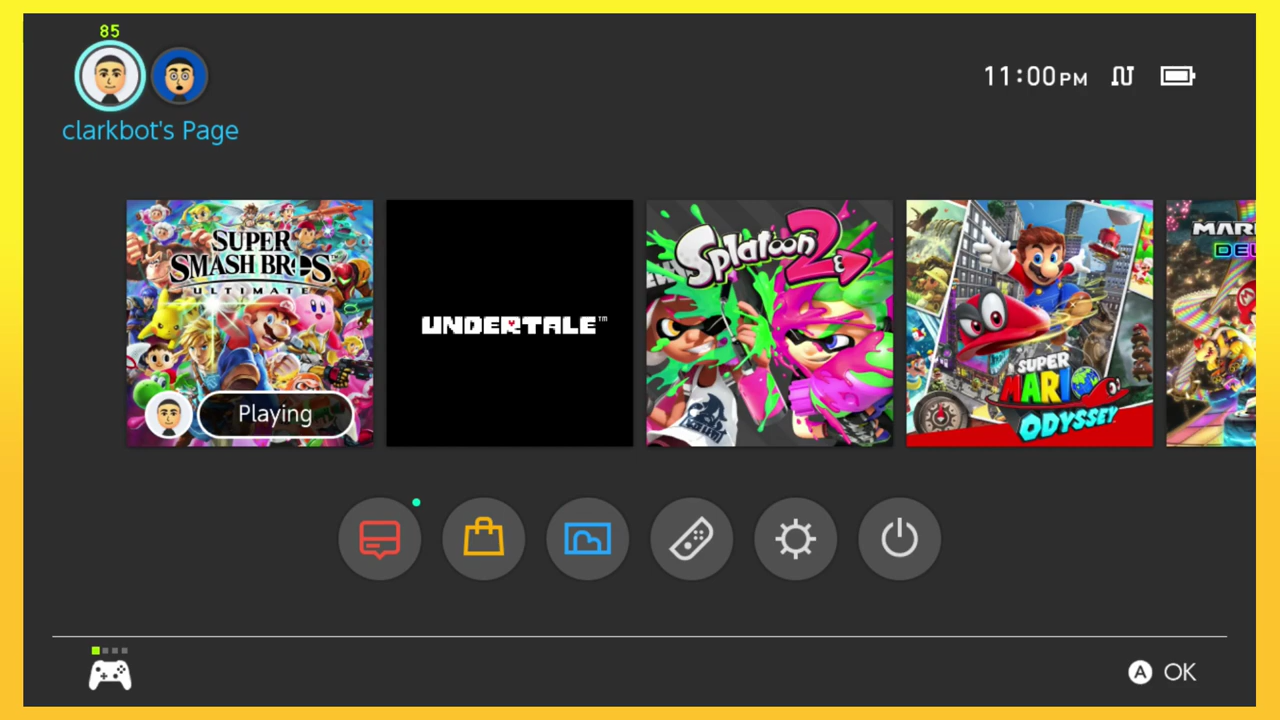 85
clarkbot's Page
11:00PM
SUPER
SMASH BROS.
ULTIMATE
Playing
UNDERTALE™
Splatoon 2
SUPER
MARIO
ODYSSEY
A OK